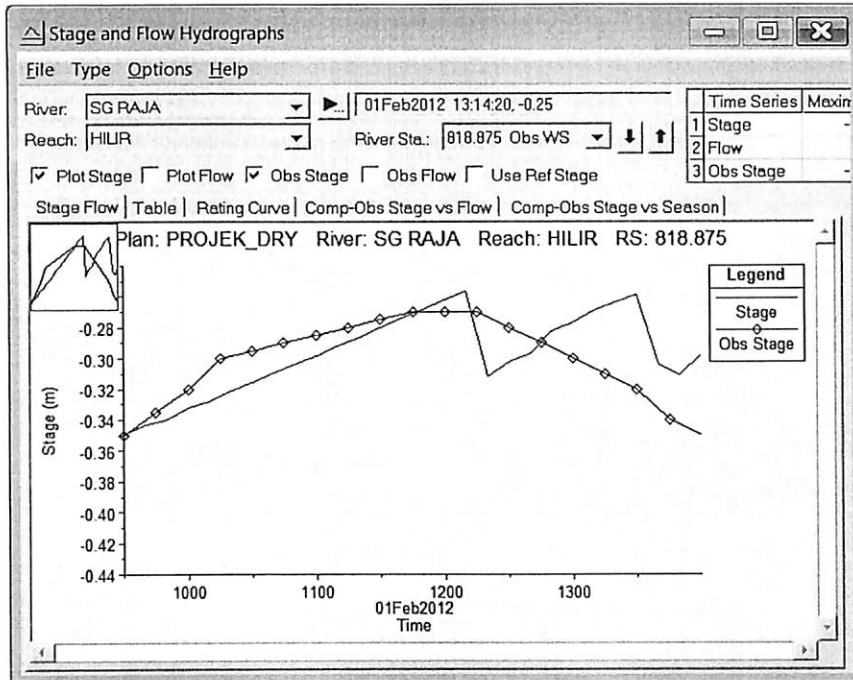 Stage and Flow Hydrographs
File Type Options Help
River: SG RAJA 01Feb2012 13:14:20, -0.25
Reach: HILIR River Sta.: 818.875 Obs WS
Plot Stage Plot Flow Obs Stage Obs Flow Use Ref Stage
Time Series Maxim
1 Stage -
2 Flow
3 Obs Stage -
Stage Flow Table Rating Curve Comp-Obs Stage vs Flow Comp-Obs Stage vs Season
Plan: PROJEK_DRY River: SG RAJA Reach: HILIR RS: 818.875
Legend
Stage
Obs Stage
Stage (m)
-0.28
-0.30
-0.32
-0.34
-0.36
-0.38
-0.40
-0.42
-0.44
1000 1100 1200 1300
01Feb2012
Time